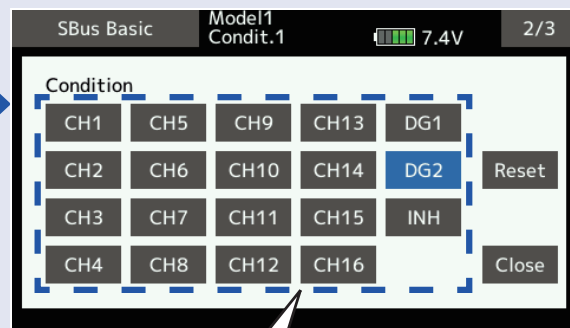 SBus Basic Model1 Condit.1 7.4V 2/3
Condition
CH1 CH5 CH9 CH13 DG1
CH2 CH6 CH10 CH14 DG2 Reset
CH3 CH7 CH11 CH15 INH
CH4 CH8 CH12 CH16 Close